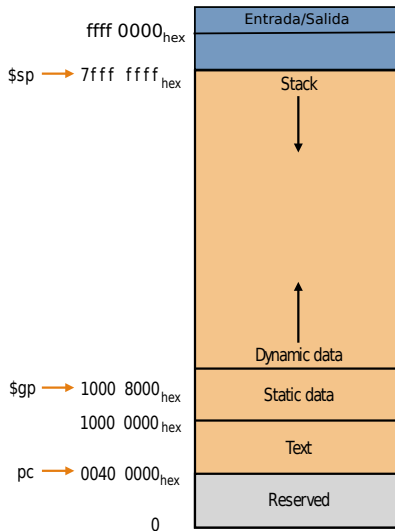 Entrada/Salida
ffff 0000hex
$sp 7fff ffffhex
Stack
Dynamic data
$gp 1000 8000hex
Static data
1000 0000hex
Text
pc 0040 0000hex
Reserved
0